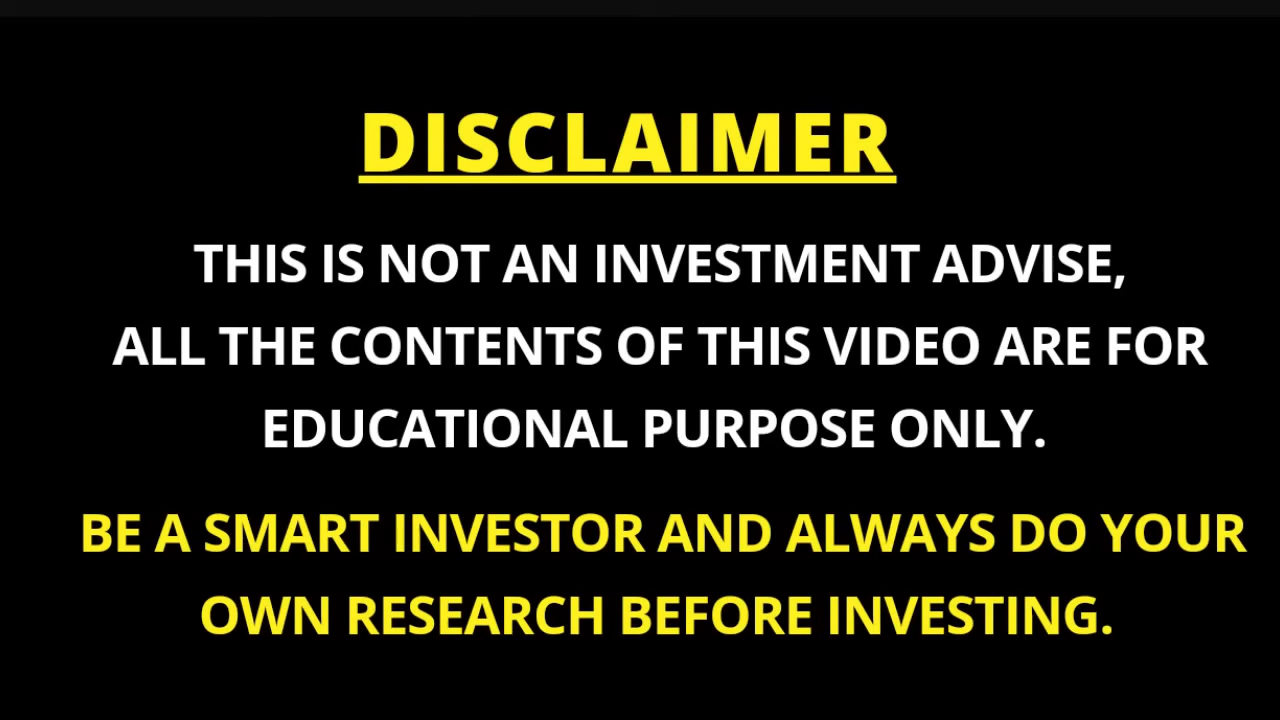 DISCLAIMER
THIS IS NOT AN INVESTMENT ADVISE,
ALL THE CONTENTS OF THIS VIDEO ARE FOR
EDUCATIONAL PURPOSE ONLY.
BE A SMART INVESTOR AND ALWAYS DO YOUR
OWN RESEARCH BEFORE INVESTING.